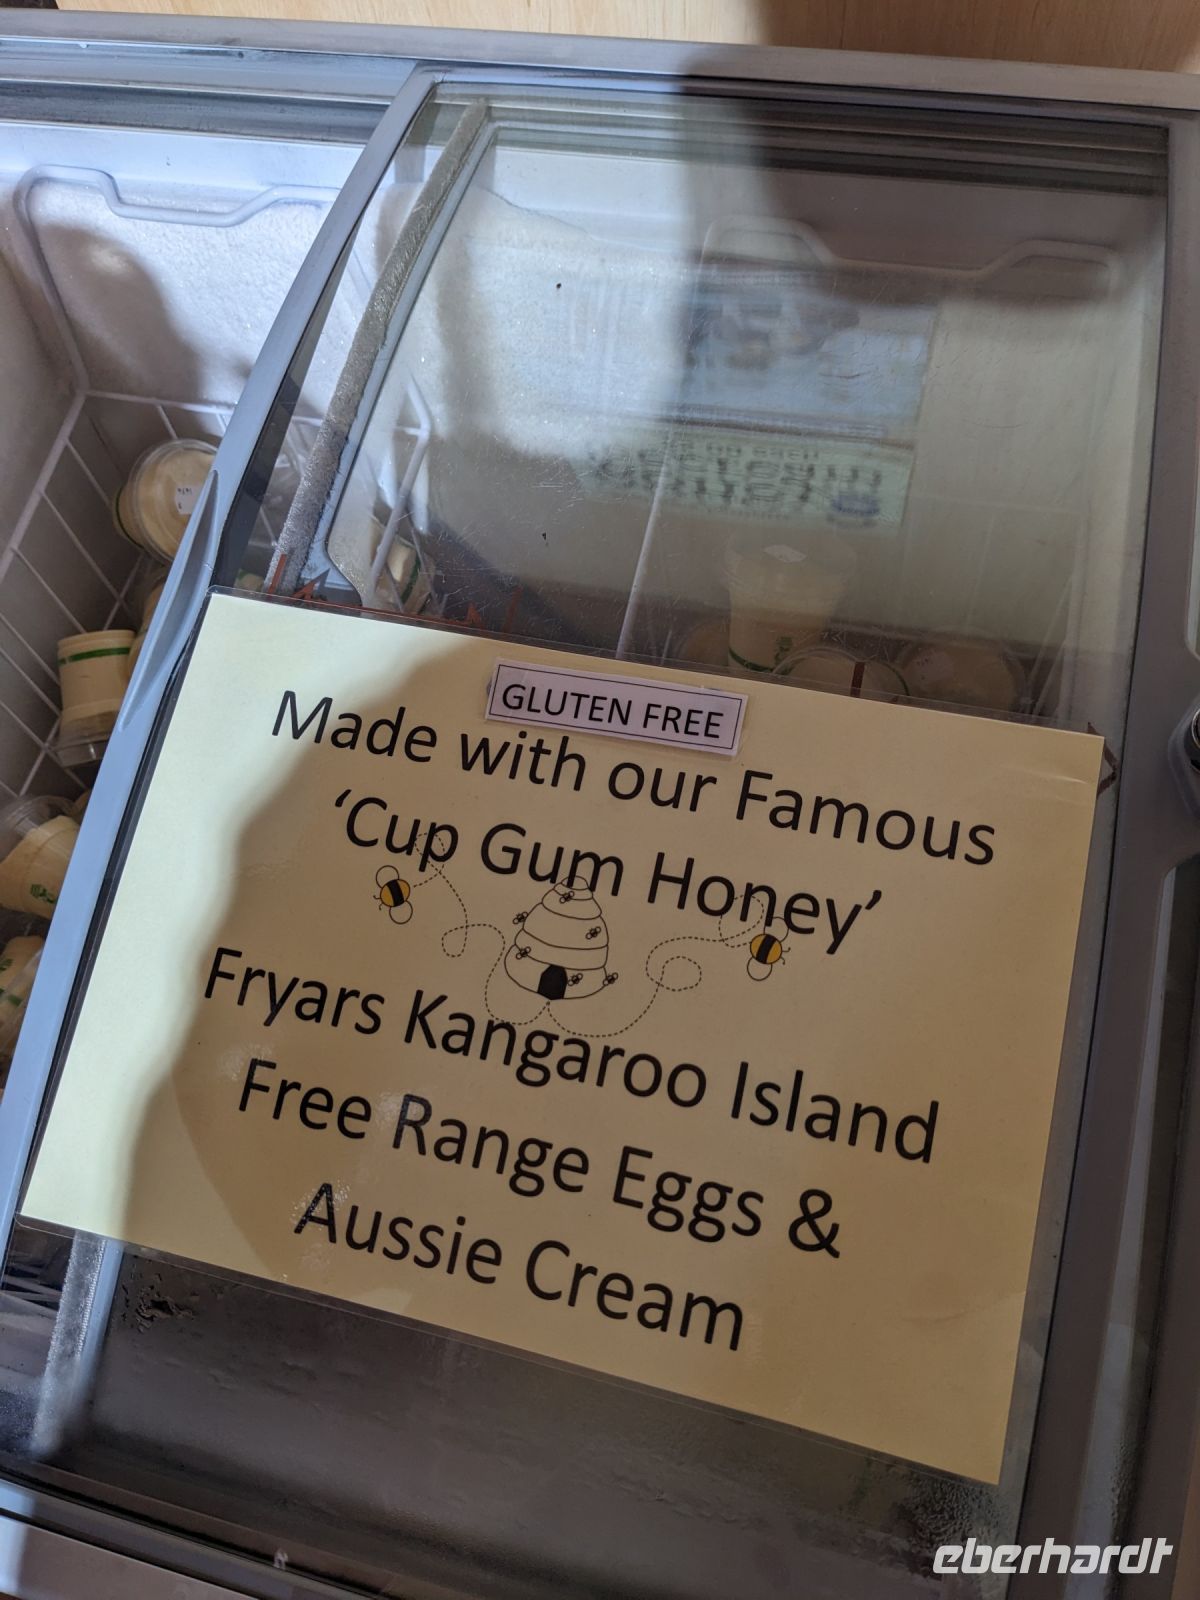 GLUTEN FREE
Made with our Famous
‘Cup Gum Honey’
Fryars Kangaroo Island
Free Range Eggs &
Aussie Cream
eberhardt